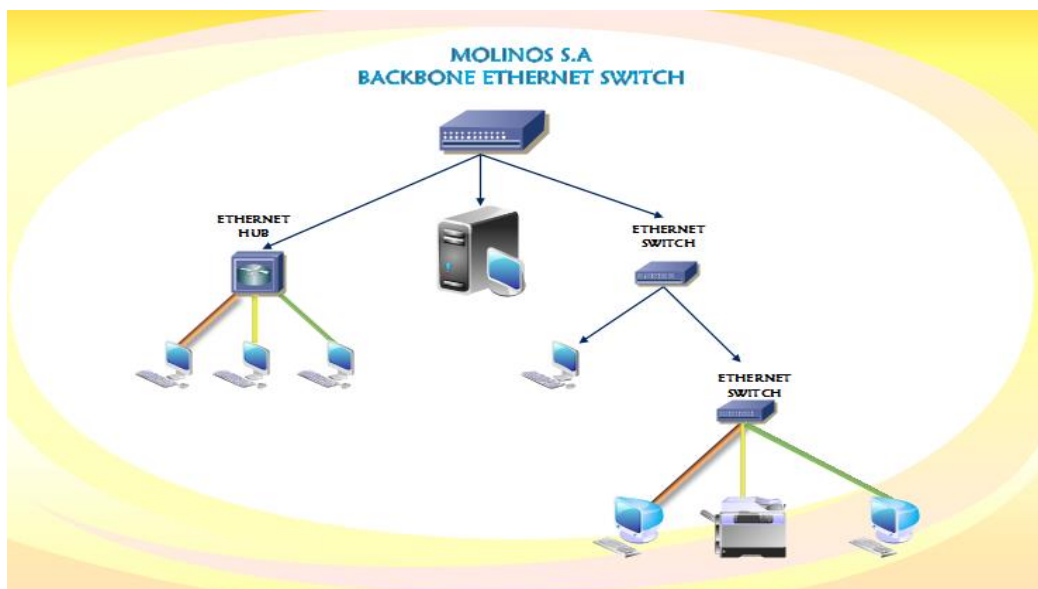 MOLINOS S.A
BACKBONE ETHERNET SWITCH
ETHERNET
HUB
ETHERNET
SWITCH
ETHERNET
SWITCH